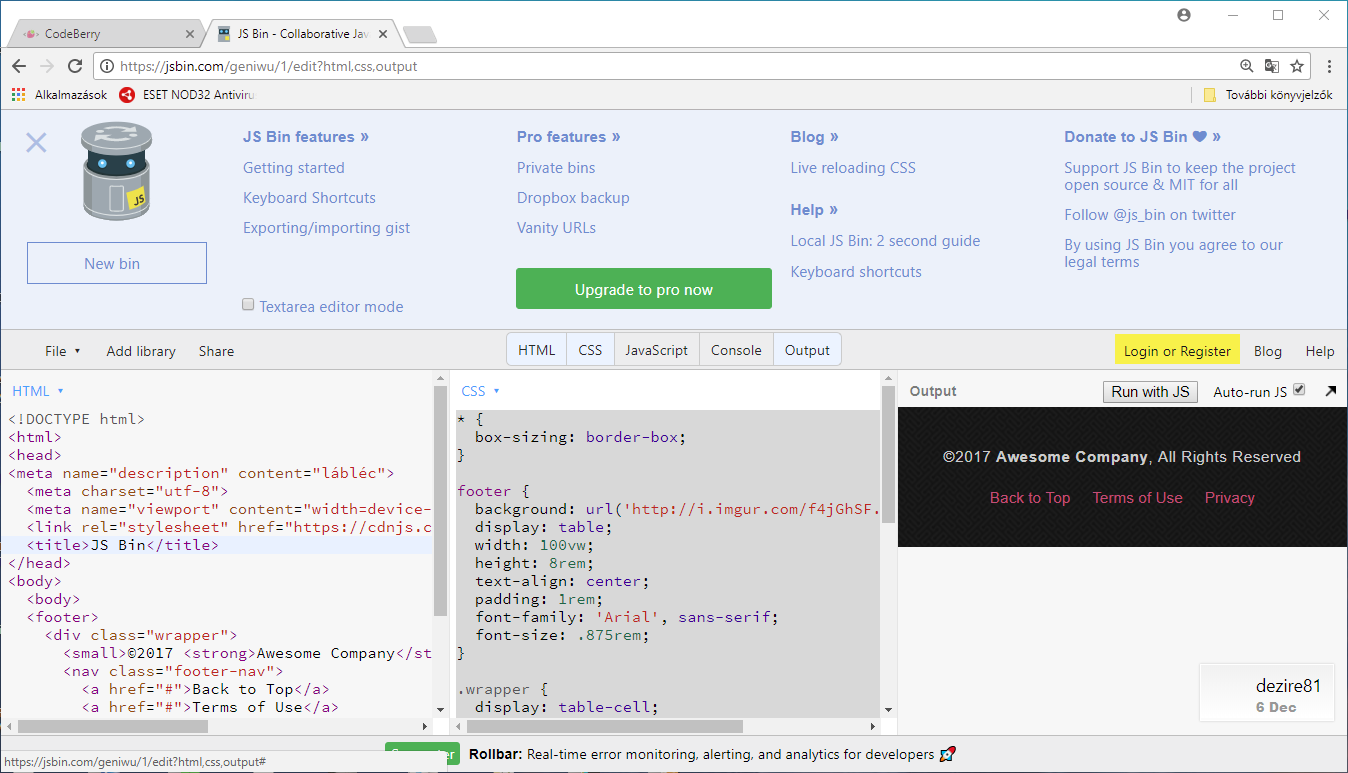 CodeBerry
JS Bin - Collaborative Jav
https://jsbin.com/geniwu/1/edit?html,css,output
Alkalmazások
ESET NOD32 Antiviru
További könyvjelzők
JS
New bin
JS Bin features »
Getting started
Keyboard Shortcuts
Exporting/importing gist
Textarea editor mode
Pro features »
Private bins
Dropbox backup
Vanity URLs
Upgrade to pro now
Blog »
Live reloading CSS
Help »
Local JS Bin: 2 second guide
Keyboard shortcuts
Donate to JS Bin ❤ »
Support JS Bin to keep the project
open source & MIT for all
Follow @js_bin on twitter
By using JS Bin you agree to our
legal terms
File
Add library
Share
HTML
CSS
JavaScript
Console
Output
Login or Register
Blog
Help
HTML
<!DOCTYPE html>
<html>
<head>
<meta name="description" content="lábléc">
<meta charset="utf-8">
<meta name="viewport" content="width=device-
<link rel="stylesheet" href="https://cdnjs.c
<title>JS Bin</title>
</head>
<body>
<body>
<footer>
<div class="wrapper">
<small>©2017 <strong>Awesome Company</st
<nav class="footer-nav">
<a href="#">Back to Top</a>
<a href="#">Terms of Use</a>
CSS
* {
box-sizing: border-box;
}
footer {
background: url('http://i.imgur.com/f4jGhSF.
display: table;
width: 100vw;
height: 8rem;
text-align: center;
padding: 1rem;
font-family: 'Arial', sans-serif;
font-size: .875rem;
}
.wrapper {
display: table-cell;
Output
Run with JS
Auto-run JS
©2017 Awesome Company, All Rights Reserved
Back to Top
Terms of Use
Privacy
dezire81
6 Dec
Rollbar: Real-time error monitoring, alerting, and analytics for developers 🚀
https://jsbin.com/geniwu/1/edit?html,css,output#